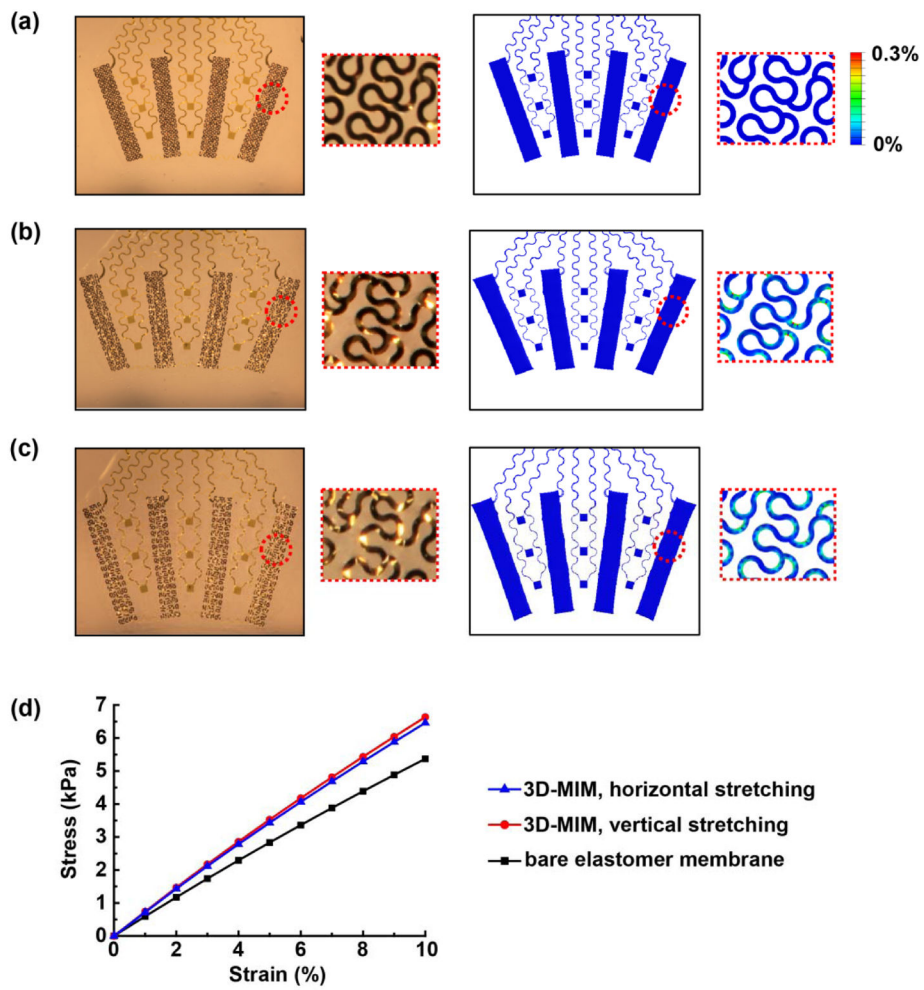 (a)
0.3%
0%
(b)
(c)
(d)
7
6
5
4
3
2
1
0
Stress (kPa)
0
2
4
6
8
10
Strain (%)
3D-MIM, horizontal stretching
3D-MIM, vertical stretching
bare elastomer membrane